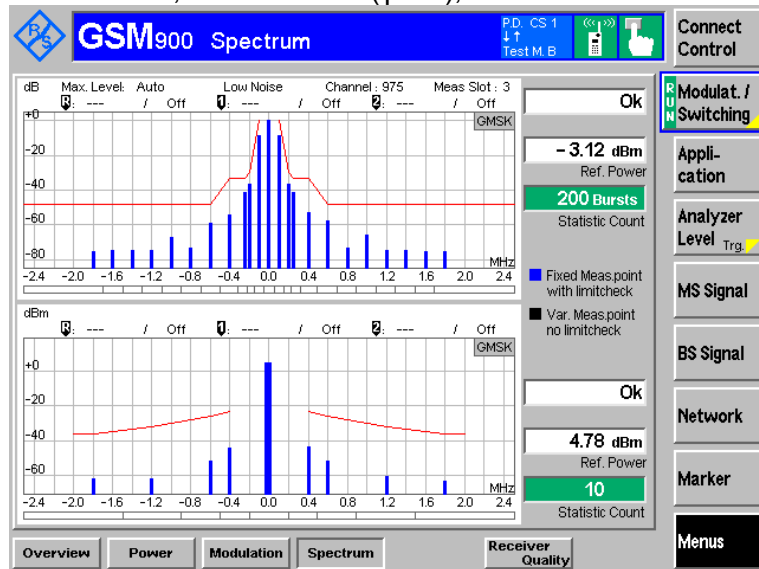 R/S GSM900 Spectrum P.D. CS 1
Test M. B
Connect
Control
dB Max. Level: Auto Low Noise Channel : 975 Meas Slot : 3
R: --- / Off 1: --- / Off 2: --- / Off
GMSK
+0
-20
-40
-60
-80
MHz
-2.4 -2.0 -1.6 -1.2 -0.8 -0.4 0.0 0.4 0.8 1.2 1.6 2.0 2.4
Ok
-3.12 dBm
Ref. Power
200 Bursts
Statistic Count
Fixed Meas.point
with limitcheck
Var. Meas.point
no limitcheck
dBm
R: --- / Off 1: --- / Off 2: --- / Off
GMSK
+0
-20
-40
-60
MHz
-2.4 -2.0 -1.6 -1.2 -0.8 -0.4 0.0 0.4 0.8 1.2 1.6 2.0 2.4
Ok
4.78 dBm
Ref. Power
10
Statistic Count
RUN
Modulat. /
Switching
Appli-
cation
Analyzer
Level Trg.
MS Signal
BS Signal
Network
Marker
Menus
Overview Power Modulation Spectrum Receiver
Quality